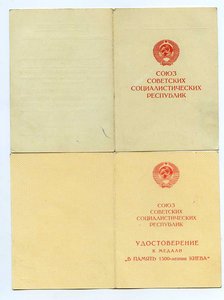 СОЮЗ
СОВЕТСКИХ
СОЦИАЛИСТИЧЕСКИХ
РЕСПУБЛИК
СОЮЗ
СОВЕТСКИХ
СОЦИАЛИСТИЧЕСКИХ
РЕСПУБЛИК
УДОСТОВЕРЕНИЕ
К МЕДАЛИ
"В ПАМЯТЬ 1500-летия КИЕВА"